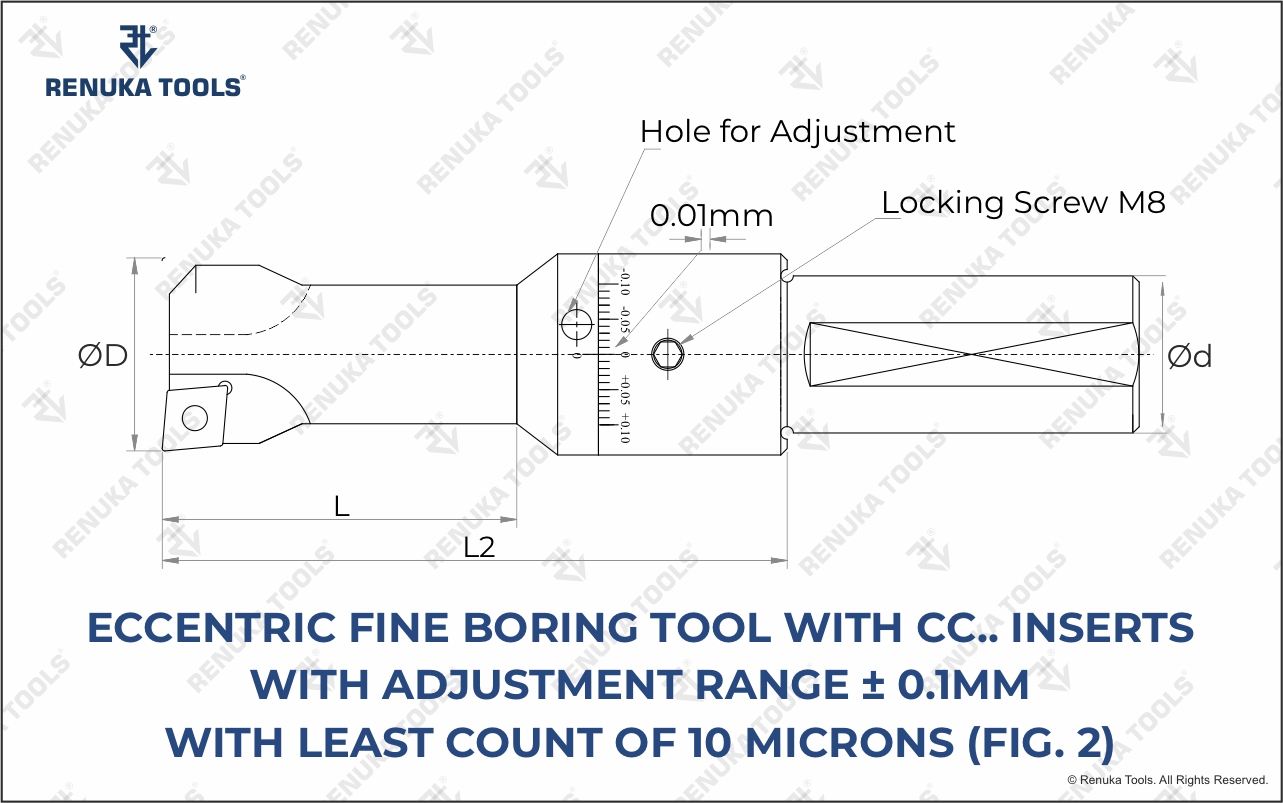 RENUKA TOOLS®
Hole for Adjustment
0.01mm
Locking Screw M8
-0.10
-0.05
0
0
+0.05
+0.10
ØD
Ød
L
L2
ECCENTRIC FINE BORING TOOL WITH CC.. INSERTS
WITH ADJUSTMENT RANGE ± 0.1MM
WITH LEAST COUNT OF 10 MICRONS (FIG. 2)
© Renuka Tools. All Rights Reserved.